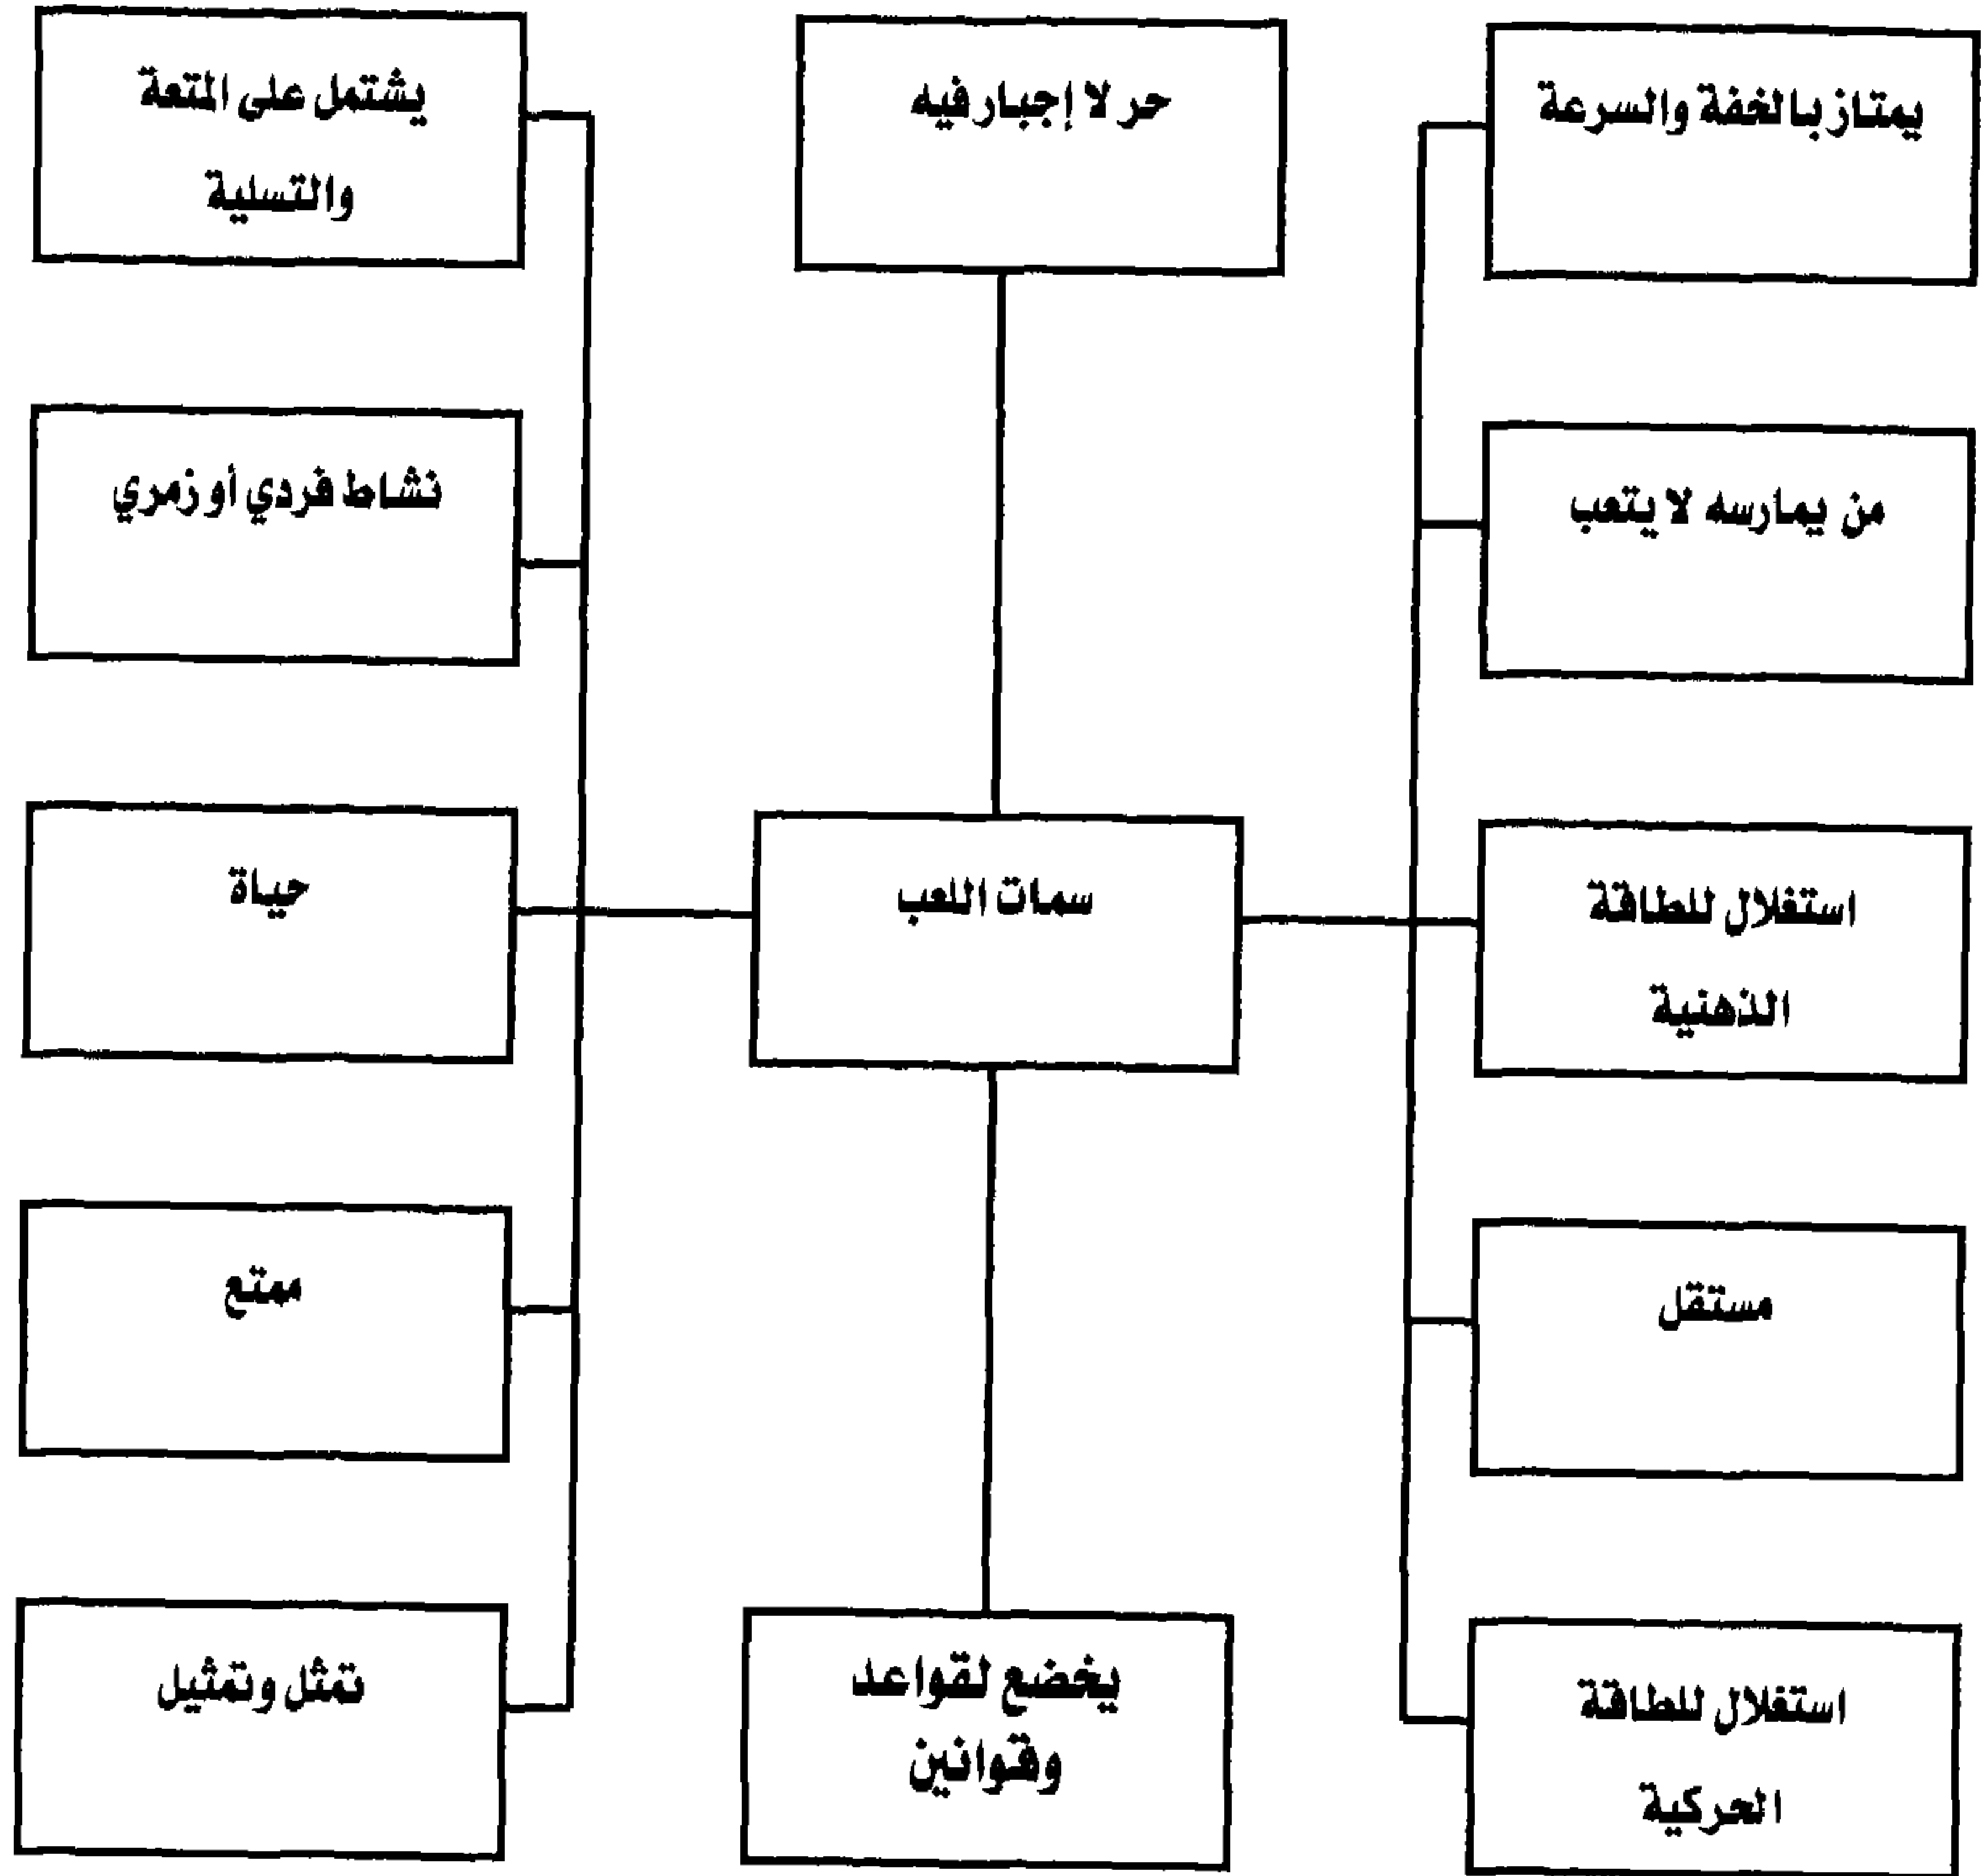 يمتاز بالخفة والسرعة
حر لا إجبار فيه
يشتمل على المتعة
والتسلية
من يمارسه لا يتعب
نشاط فردي أو زمري
استغلال للطاقة
الذهنية
سمات اللعب
حياة
مستقل
ممتع
استغلال للطاقة
الحركية
يخضع لقواعد
وقوانين
تمثل وتمثيل